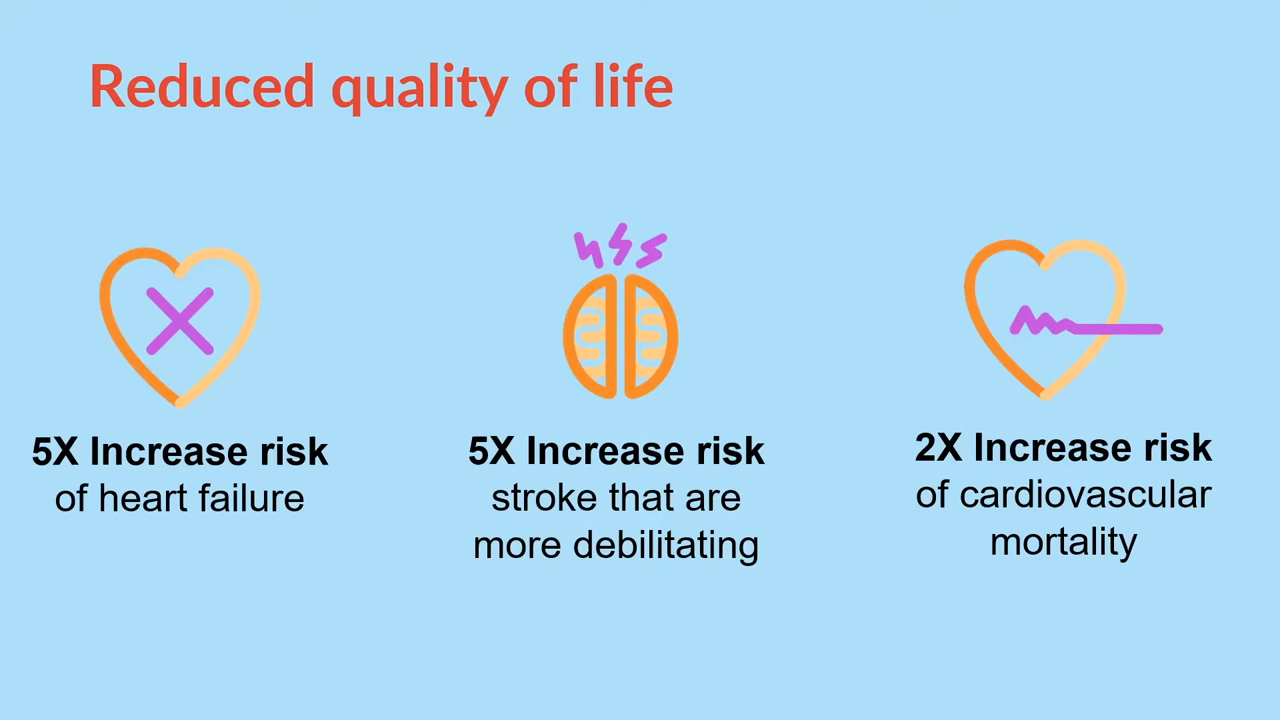 Reduced quality of life
5X Increase risk
of heart failure
5X Increase risk
stroke that are
more debilitating
2X Increase risk
of cardiovascular
mortality